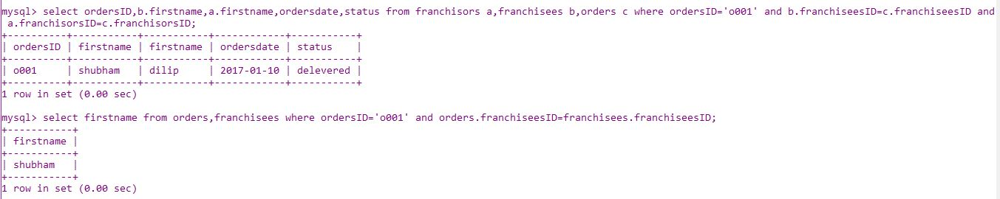 mysql> select ordersID,b.firstname,a.firstname,ordersdate,status from franchisors a,franchisees b,orders c where ordersID='o001' and b.franchiseesID=c.franchiseesID and
 a.franchisorsID=c.franchisorsID;
+----------+-----------+-----------+------------+-----------+
| ordersID | firstname | firstname | ordersdate | status    |
+----------+-----------+-----------+------------+-----------+
| o001     | shubham   | dilip     | 2017-01-10 | delevered |
+----------+-----------+-----------+------------+-----------+
1 row in set (0.00 sec)

mysql> select firstname from orders,franchisees where ordersID='o001' and orders.franchiseesID=franchisees.franchiseesID;
+-----------+
| firstname |
+-----------+
| shubham   |
+-----------+
1 row in set (0.00 sec)